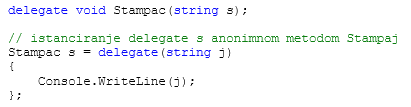 delegate void Stampac(string s);
// istanciranje delegate s anonimnom metodom Stampaj
Stampac s = delegate(string j)
{
    Console.WriteLine(j);
};